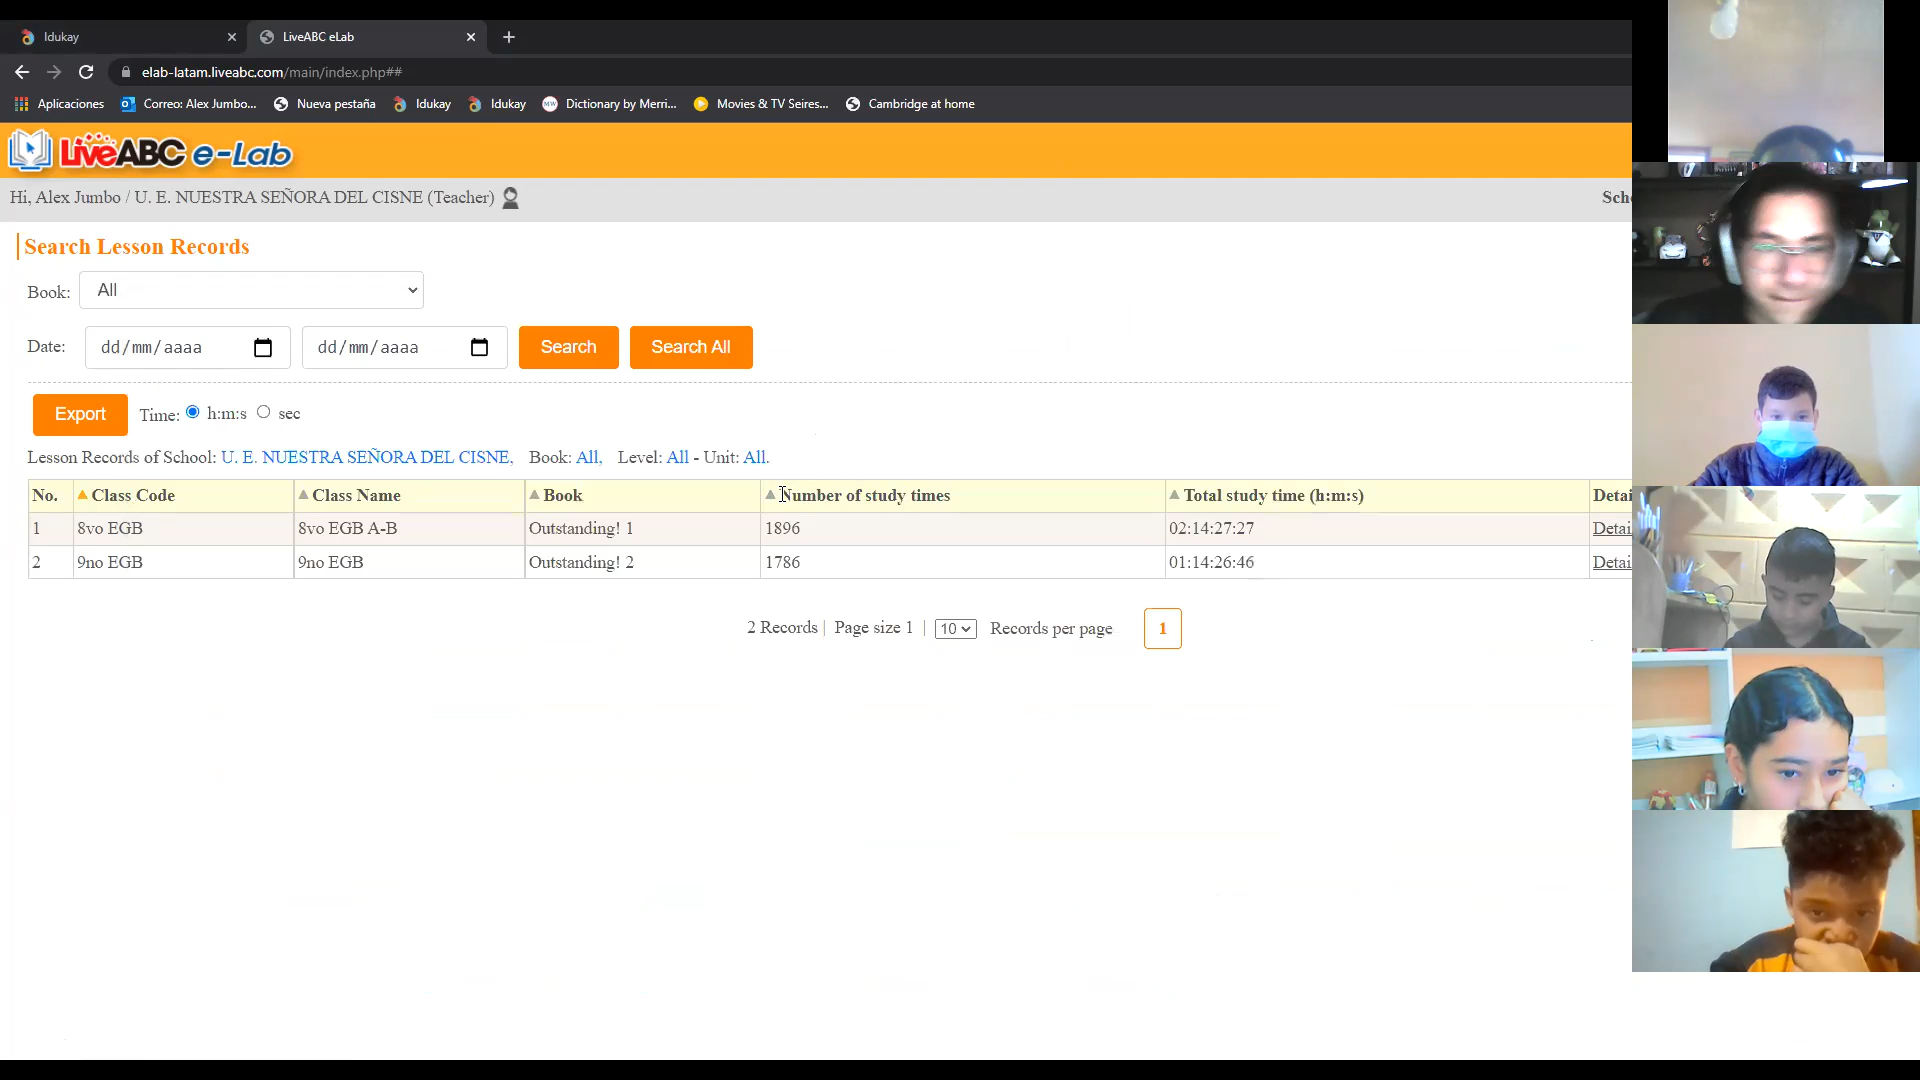 Idukay
LiveABC eLab
elab-latam.liveabc.com/main/index.php##
Aplicaciones Correo: Alex Jumbo... Nueva pestaña Idukay Idukay Dictionary by Merri... Movies & TV Seires... Cambridge at home
LiveABC e-Lab
Hi, Alex Jumbo / U. E. NUESTRA SEÑORA DEL CISNE (Teacher)
Search Lesson Records
Book: All
Date: dd/mm/aaaa dd/mm/aaaa Search Search All
Export Time: h:m:s sec
Lesson Records of School: U. E. NUESTRA SEÑORA DEL CISNE, Book: All, Level: All - Unit: All.
No. Class Code Class Name Book Number of study times Total study time (h:m:s)
1 8vo EGB 8vo EGB A-B Outstanding! 1 1896 02:14:27:27
2 9no EGB 9no EGB Outstanding! 2 1786 01:14:26:46
2 Records | Page size 1 | 10 Records per page 1